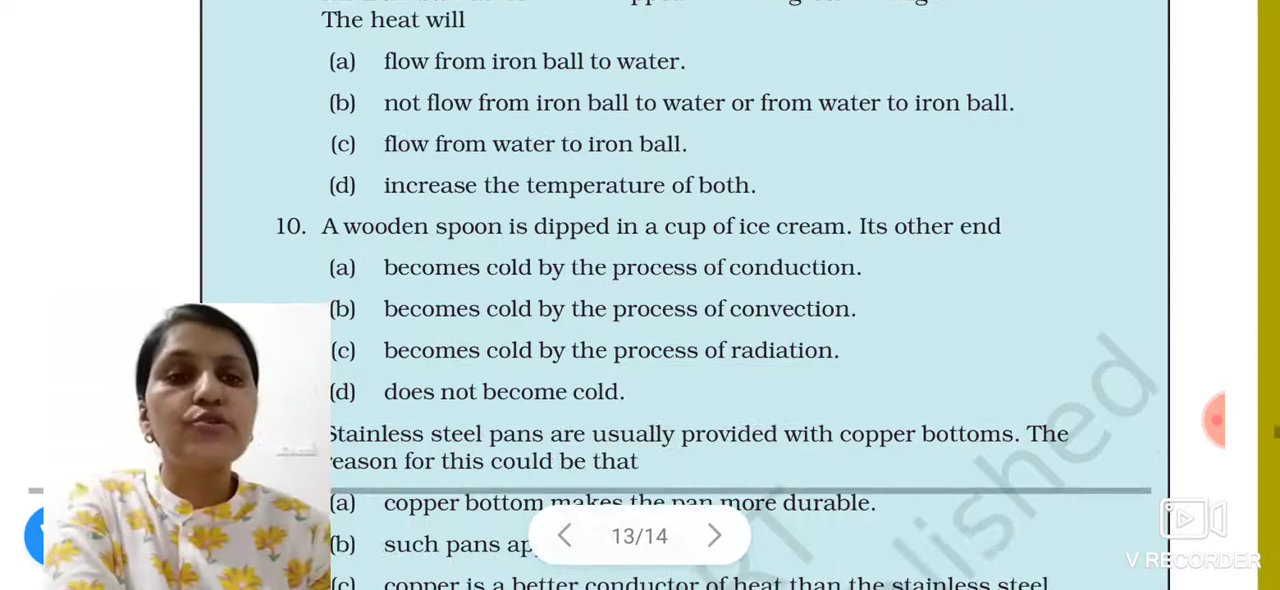 The heat will
(a) flow from iron ball to water.
(b) not flow from iron ball to water or from water to iron ball.
(c) flow from water to iron ball.
(d) increase the temperature of both.
10. A wooden spoon is dipped in a cup of ice cream. Its other end
(a) becomes cold by the process of conduction.
(b) becomes cold by the process of convection.
(c) becomes cold by the process of radiation.
(d) does not become cold.
Stainless steel pans are usually provided with copper bottoms. The
reason for this could be that
(a) copper bottom makes the pan more durable.
(b) such pans
(c) copper is a better conductor of heat than the stainless steel
13/14
V RECORDER